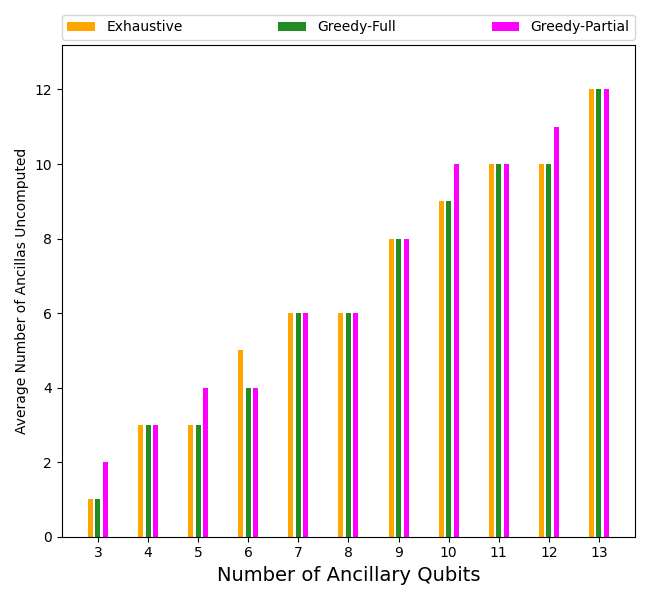 Exhaustive Greedy-Full Greedy-Partial
Average Number of Ancillas Uncomputed
12
10
8
6
4
2
0
3 4 5 6 7 8 9 10 11 12 13
Number of Ancillary Qubits